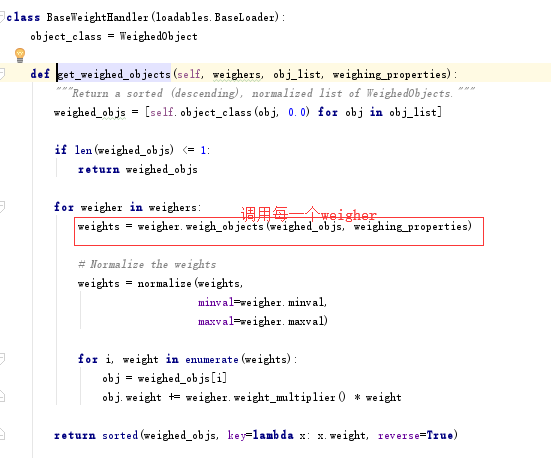 class BaseWeightHandler(loadables.BaseLoader):
    object_class = WeighedObject
    def get_weighed_objects(self, weighers, obj_list, weighing_properties):
        """Return a sorted (descending), normalized list of WeighedObjects."""
        weighed_objs = [self.object_class(obj, 0.0) for obj in obj_list]
        if len(weighed_objs) <= 1:
            return weighed_objs
        for weigher in weighers:
调用每一个weigher
            weights = weigher.weigh_objects(weighed_objs, weighing_properties)
            # Normalize the weights
            weights = normalize(weights,
                                minval=weigher.minval,
                                maxval=weigher.maxval)
            for i, weight in enumerate(weights):
                obj = weighed_objs[i]
                obj.weight += weigher.weight_multiplier() * weight
        return sorted(weighed_objs, key=lambda x: x.weight, reverse=True)